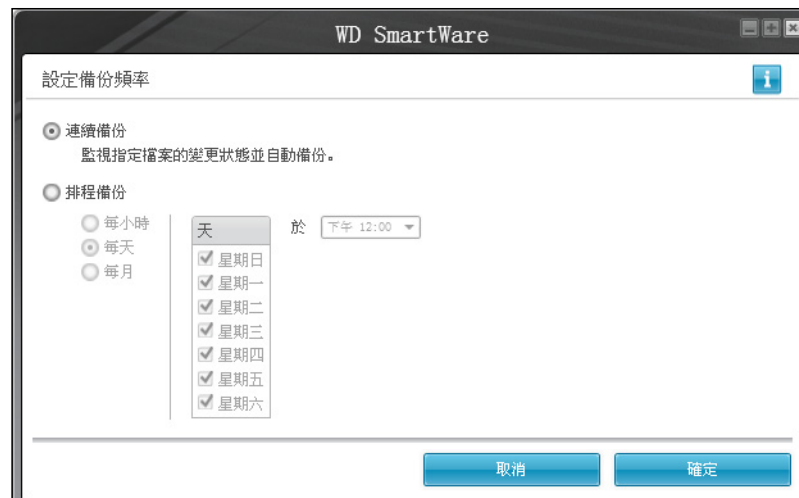 WD SmartWare
設定備份頻率
i
連續備份
監視指定檔案的變更狀態並自動備份。
排程備份
每小時
每天
每月
天
於
下午 12:00
星期日
星期一
星期二
星期三
星期四
星期五
星期六
取消
確定